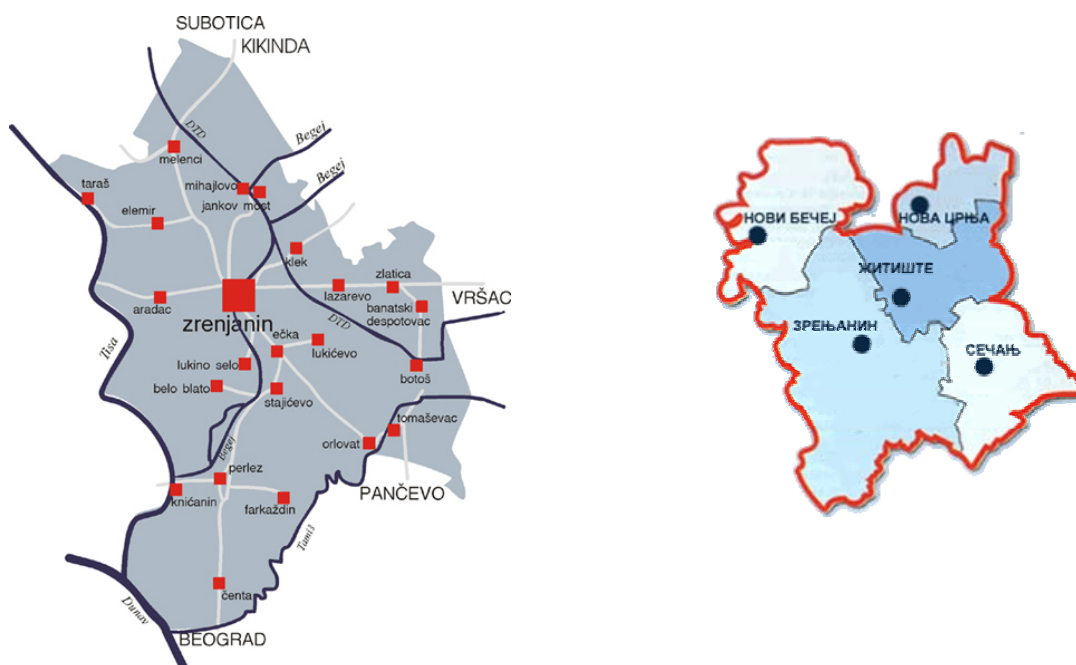 SUBOTICA
KIKINDA
DTD
Begej
melenci
Begej
taraš
mihajlovo
jankov most
elemir
klek
zlatica
lazarevo
VRŠAC
aradac
banatski
despotovac
zrenjanin
DTD
ečka
Tisa
lukićevo
lukino selo
botoš
belo blato
stajićevo
tomaševac
orlovat
Begej
perlez
PANČEVO
knićanin
farkaždin
Tamiš
čenta
Dunav
BEOGRAD
НОВИ БЕЧЕЈ
НОВА ЦРЊА
ЖИТИШТЕ
ЗРЕЊАНИН
СЕЧАЊ